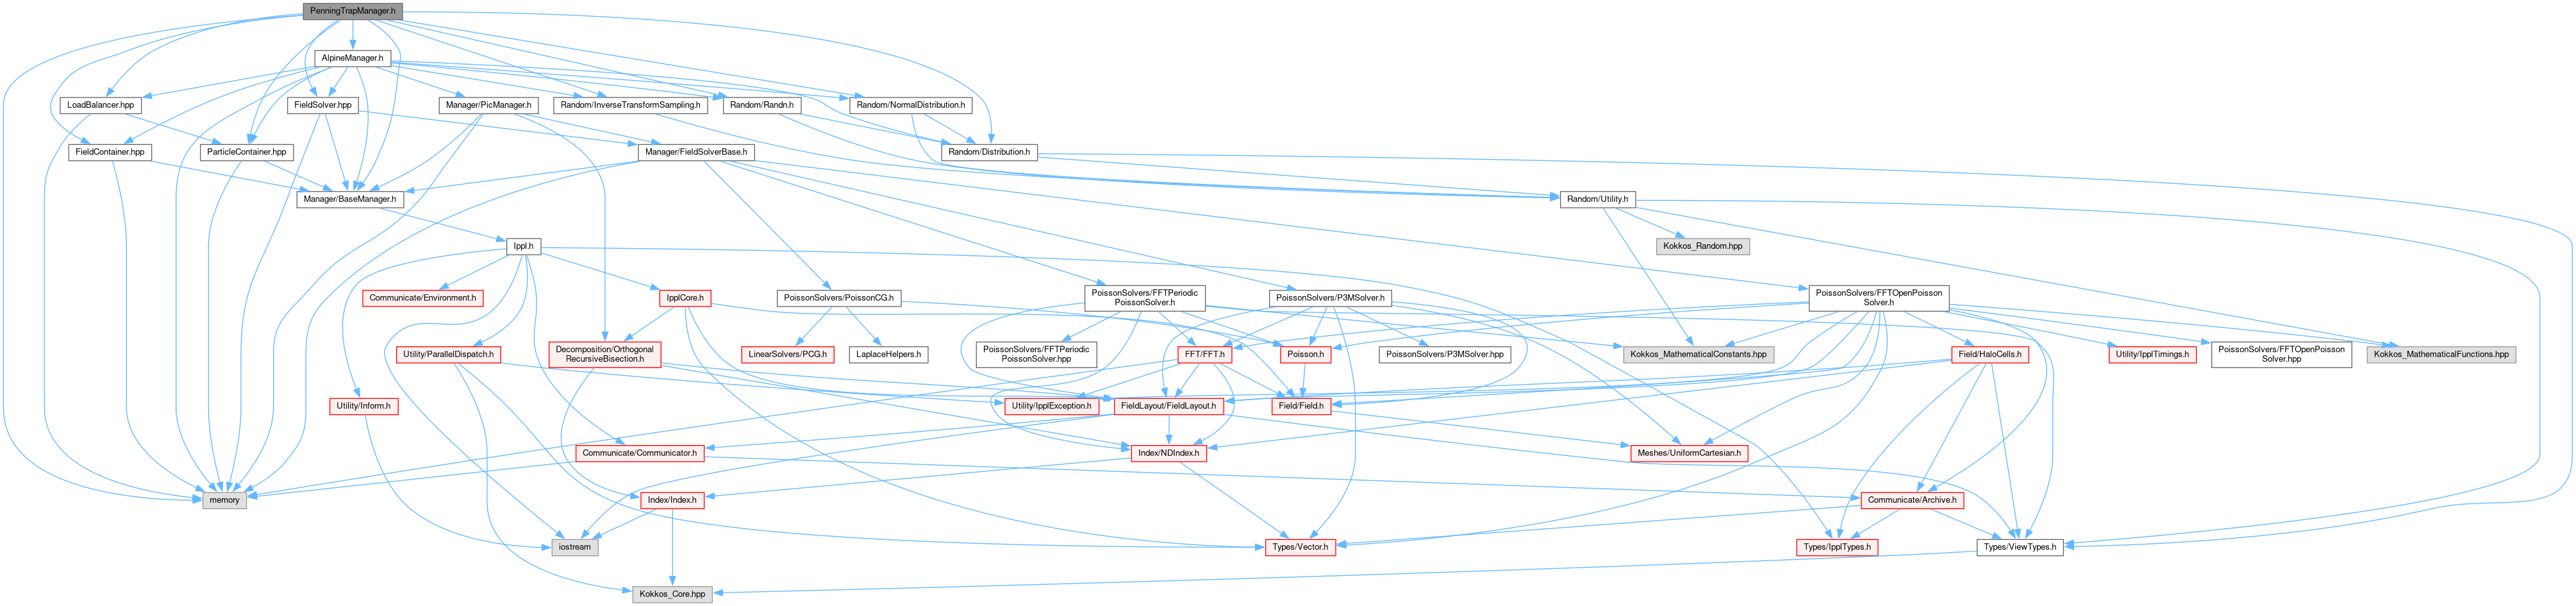 PenningTrapManager.h
AlpineManager.h
LoadBalancer.hpp
FieldSolver.hpp
Manager/PicManager.h
Random/InverseTransformSampling.h
Random/Randn.h
Random/NormalDistribution.h
FieldContainer.hpp
ParticleContainer.hpp
Manager/FieldSolverBase.h
Random/Distribution.h
Manager/BaseManager.h
Random/Utility.h
Ippl.h
Kokkos_Random.hpp
Communicate/Environment.h
IpplCore.h
PoissonSolvers/PoissonCG.h
PoissonSolvers/FFTPeriodic
PoissonSolver.h
PoissonSolvers/P3MSolver.h
PoissonSolvers/FFTOpenPoisson
Solver.h
Utility/ParallelDispatch.h
Decomposition/Orthogonal
RecursiveBisection.h
LinearSolvers/PCG.h
LaplaceHelpers.h
PoissonSolvers/FFTPeriodic
PoissonSolver.hpp
FFT/FFT.h
Poisson.h
PoissonSolvers/P3MSolver.hpp
Kokkos_MathematicalConstants.hpp
Field/HaloCells.h
Utility/IpplTimings.h
PoissonSolvers/FFTOpenPoisson
Solver.hpp
Kokkos_MathematicalFunctions.hpp
Utility/Inform.h
Utility/IpplException.h
FieldLayout/FieldLayout.h
Field/Field.h
Communicate/Communicator.h
Index/NDIndex.h
Meshes/UniformCartesian.h
memory
Index/Index.h
Communicate/Archive.h
iostream
Types/Vector.h
Types/IpplTypes.h
Types/ViewTypes.h
Kokkos_Core.hpp